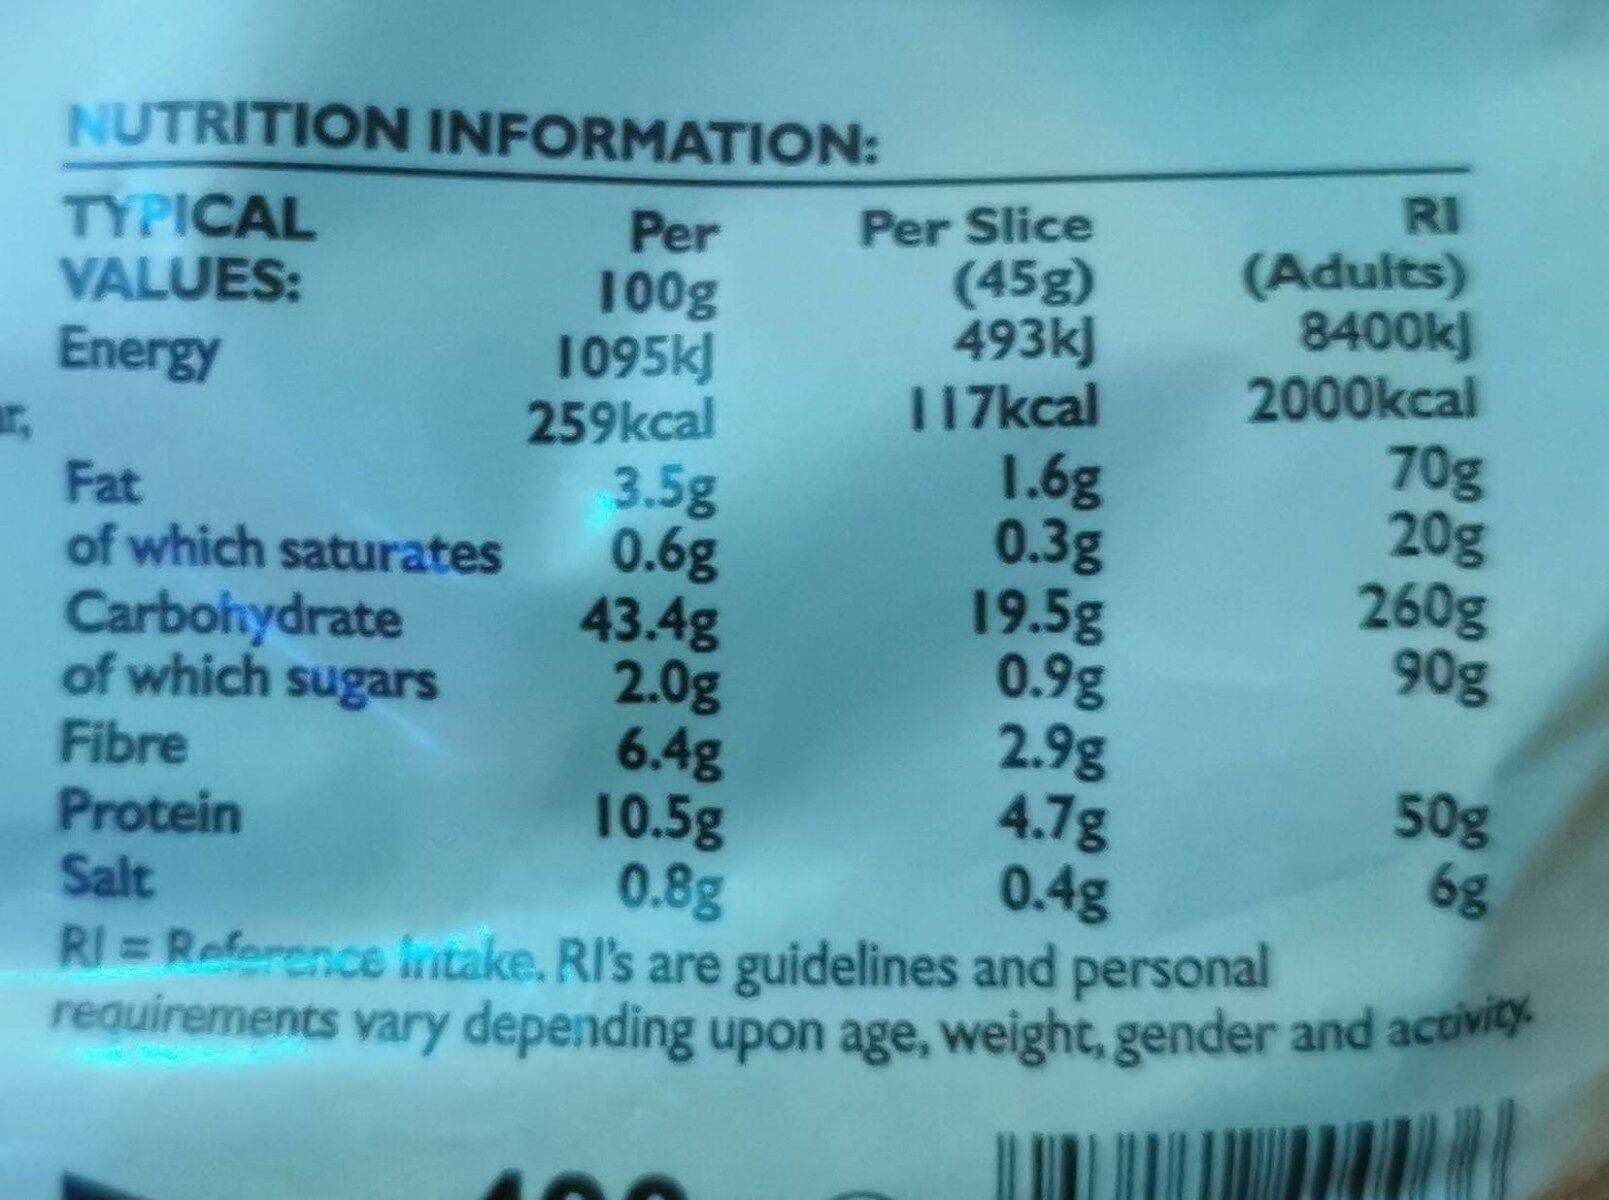 NUTRITION INFORMATION:
TYPICAL Per Per Slice RI
VALUES: 100g (45g) (Adults)
Energy 1095kJ 493kJ 8400kJ
259kcal 117kcal 2000kcal
Fat 3.5g 1.6g 70g
of which saturates 0.6g 0.3g 20g
Carbohydrate 43.4g 19.5g 260g
of which sugars 2.0g 0.9g 90g
Fibre 6.4g 2.9g
Protein 10.5g 4.7g 50g
Salt 0.8g 0.4g 6g
RI = Reference Intake. RI's are guidelines and personal
requirements vary depending upon age, weight, gender and activity.